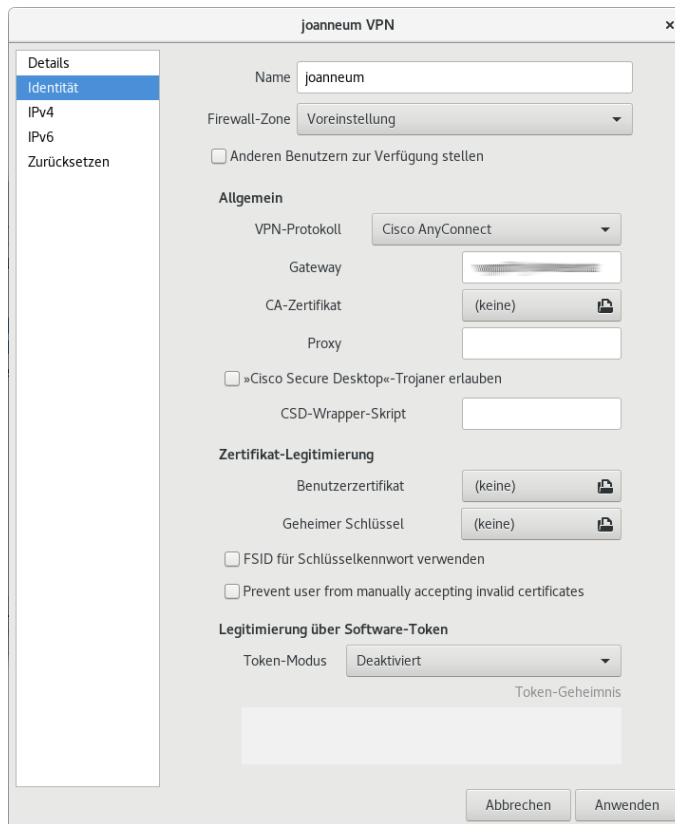 joanneum VPN
Details
Identität
IPv4
IPv6
Zurücksetzen
Name joanneum
Firewall-Zone Voreinstellung
Anderen Benutzern zur Verfügung stellen
Allgemein
VPN-Protokoll Cisco AnyConnect
Gateway
CA-Zertifikat (keine)
Proxy
»Cisco Secure Desktop«-Trojaner erlauben
CSD-Wrapper-Skript
Zertifikat-Legitimierung
Benutzerzertifikat (keine)
Geheimer Schlüssel (keine)
FSID für Schlüsselkennwort verwenden
Prevent user from manually accepting invalid certificates
Legitimierung über Software-Token
Token-Modus Deaktiviert
Token-Geheimnis
Abbrechen Anwenden